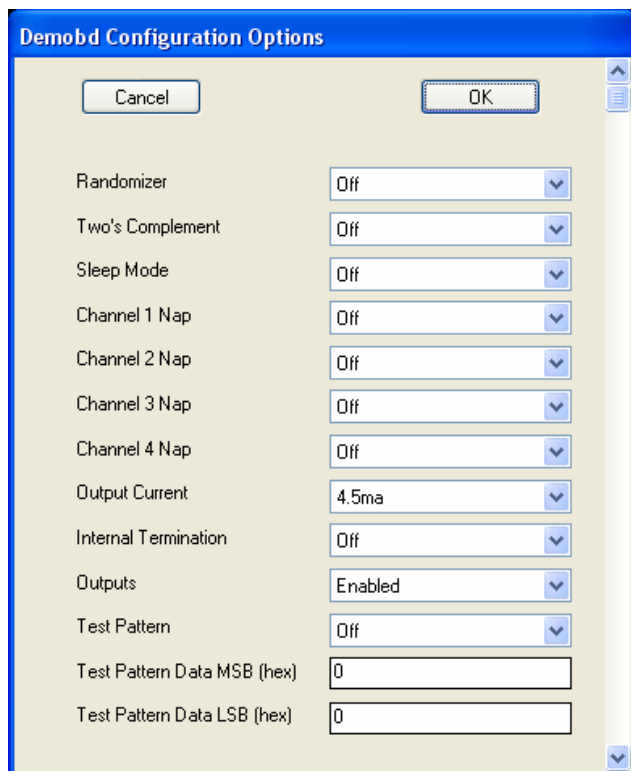 Demobd Configuration Options
Cancel OK
Randomizer Off
Two's Complement Off
Sleep Mode Off
Channel 1 Nap Off
Channel 2 Nap Off
Channel 3 Nap Off
Channel 4 Nap Off
Output Current 4.5ma
Internal Termination Off
Outputs Enabled
Test Pattern Off
Test Pattern Data MSB (hex) 0
Test Pattern Data LSB (hex) 0